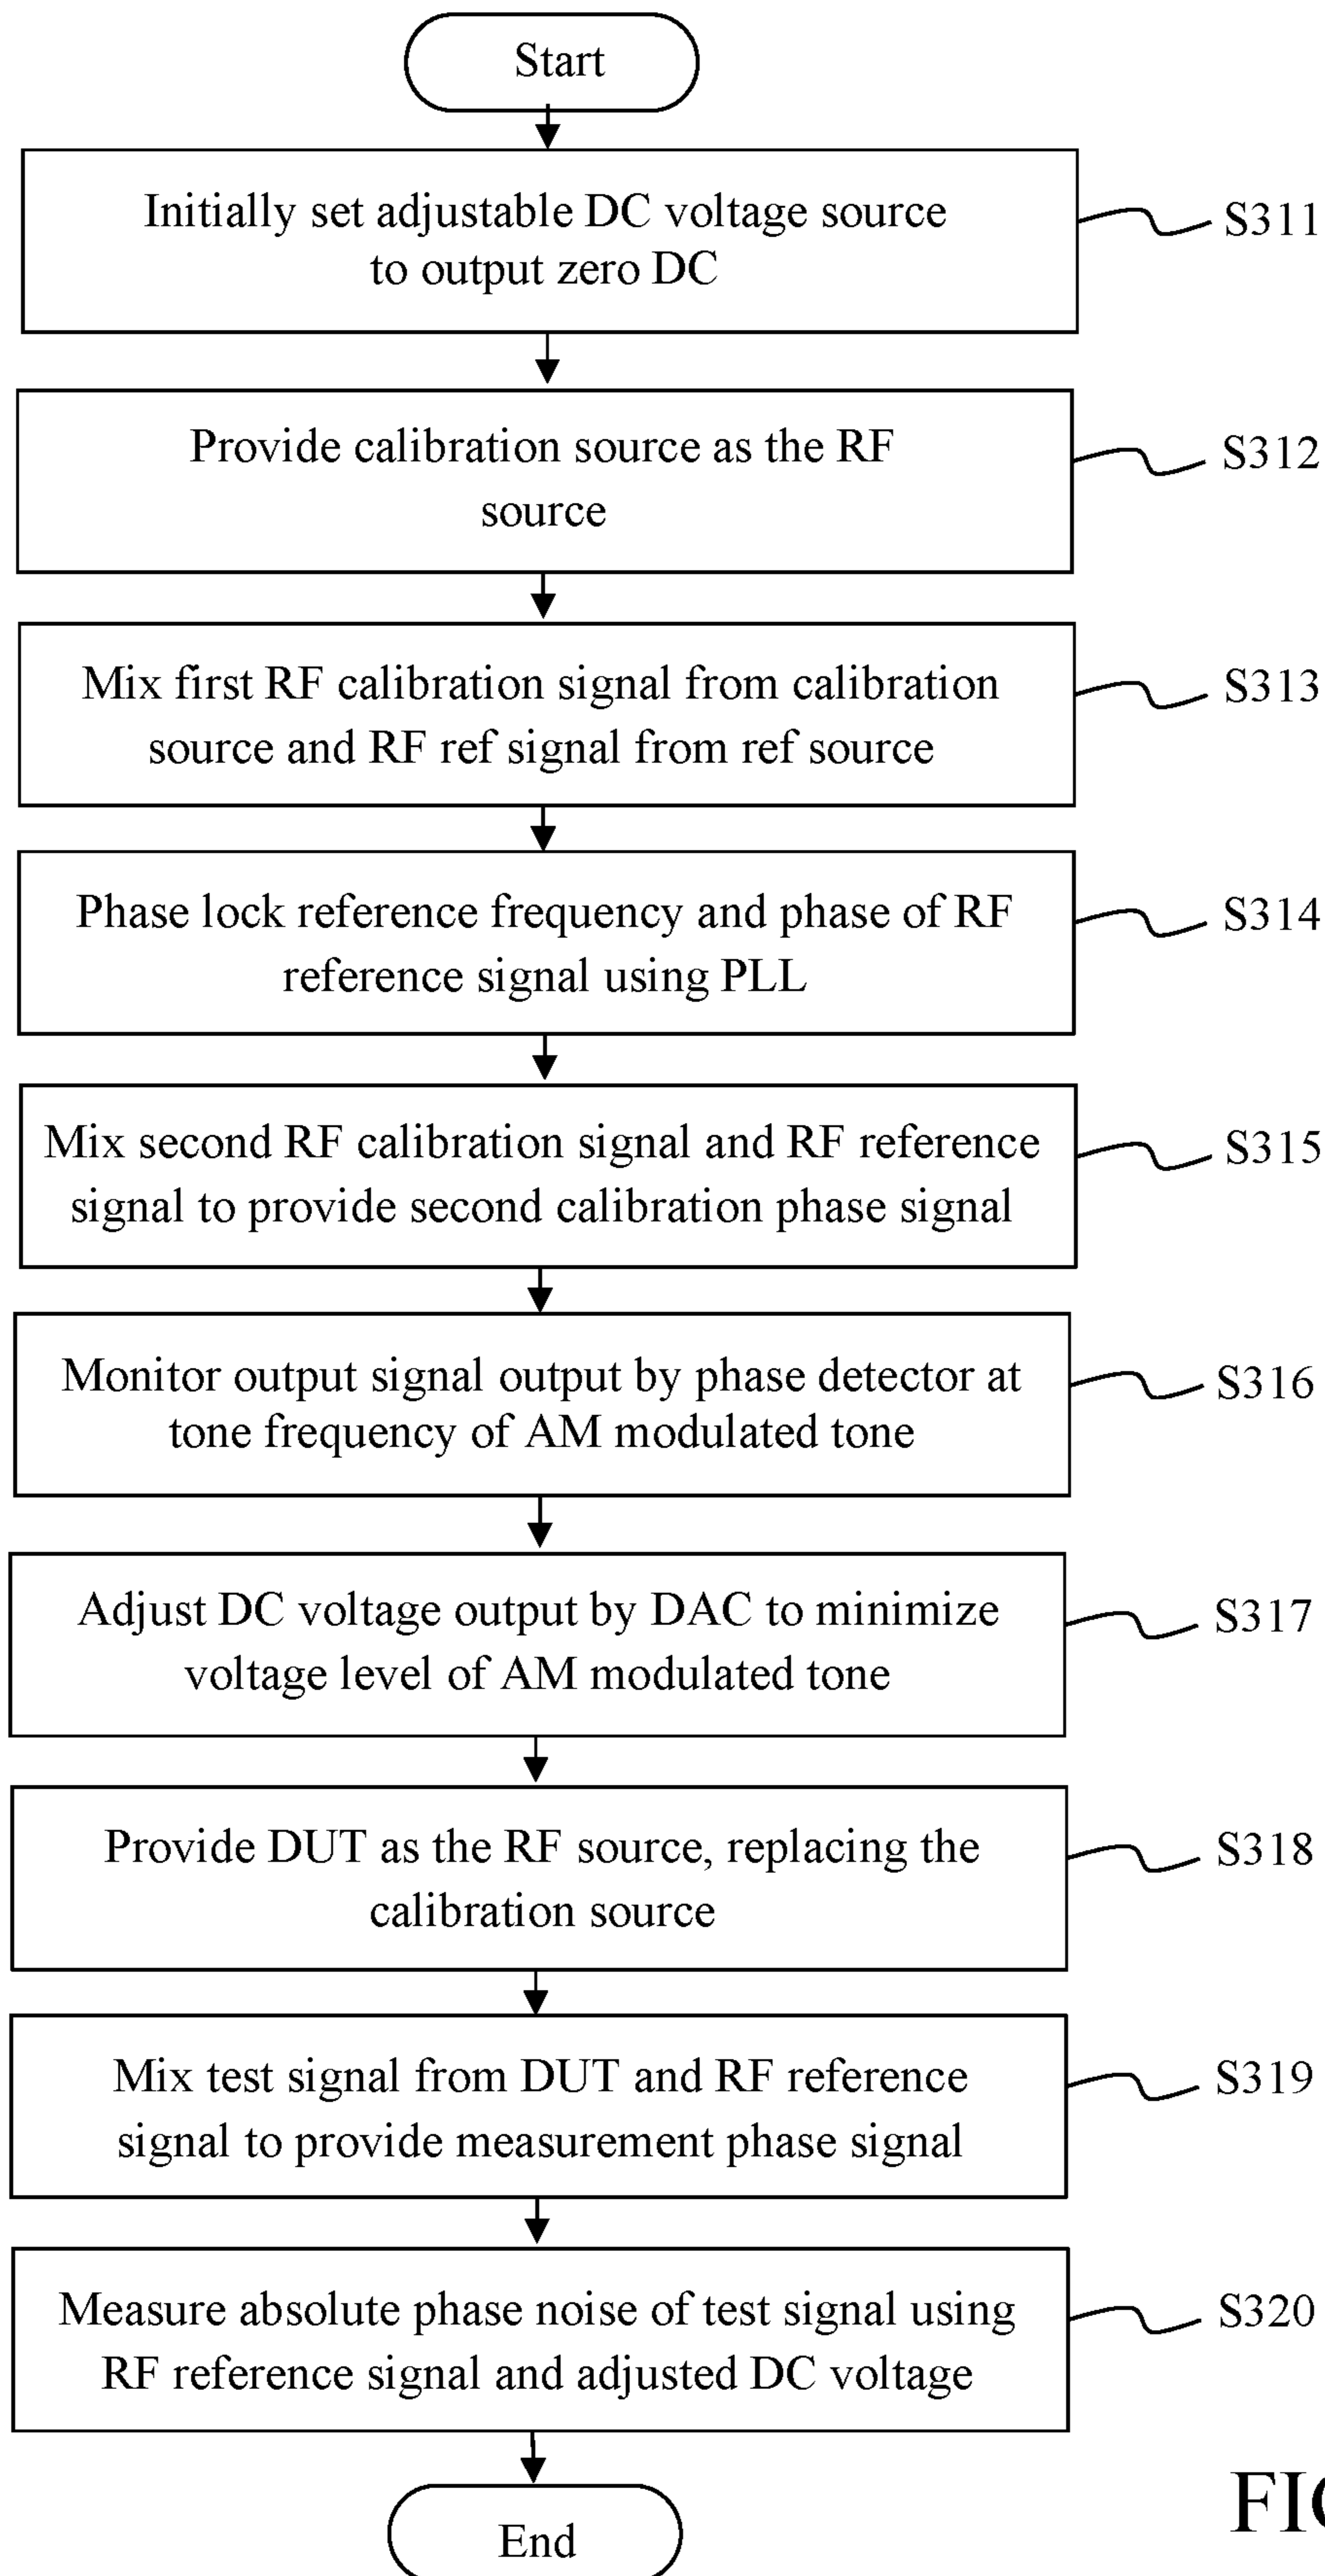 Start
Initially set adjustable DC voltage source
to output zero DC
S311
Provide calibration source as the RF
source
S312
Mix first RF calibration signal from calibration
source and RF ref signal from ref source
S313
Phase lock reference frequency and phase of RF
reference signal using PLL
S314
Mix second RF calibration signal and RF reference
signal to provide second calibration phase signal
S315
Monitor output signal output by phase detector at
tone frequency of AM modulated tone
S316
Adjust DC voltage output by DAC to minimize
voltage level of AM modulated tone
S317
Provide DUT as the RF source, replacing the
calibration source
S318
Mix test signal from DUT and RF reference
signal to provide measurement phase signal
S319
Measure absolute phase noise of test signal using
RF reference signal and adjusted DC voltage
S320
End